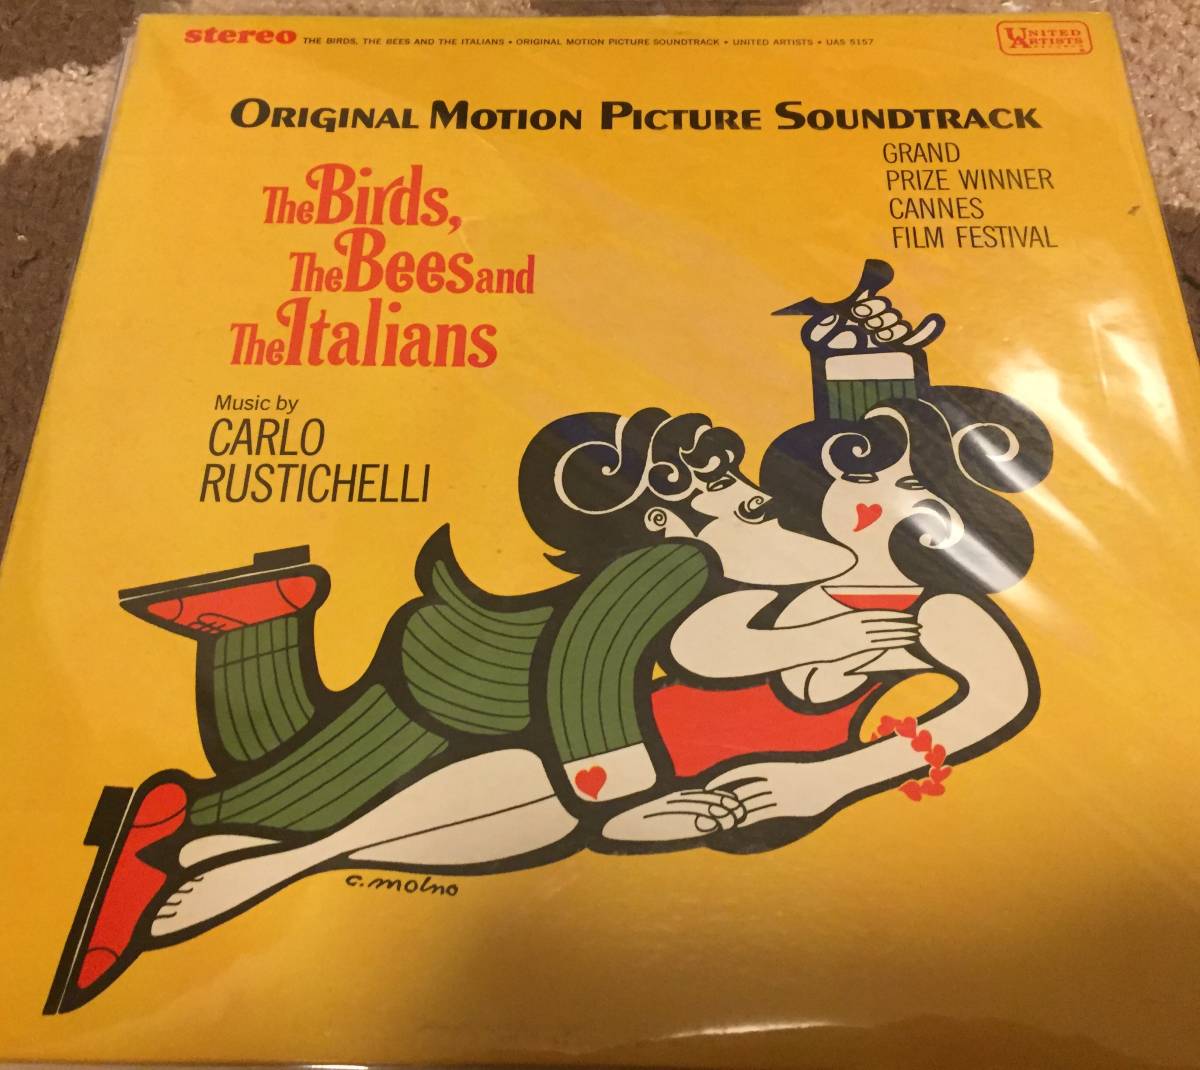 stereo THE BIRDS, THE BEES AND THE ITALIANS • ORIGINAL MOTION PICTURE SOUNDTRACK • UNITED ARTISTS • UAS 5157
UNITED
ARTISTS
ORIGINAL MOTION PICTURE SOUNDTRACK
GRAND
PRIZE WINNER
CANNES
FILM FESTIVAL
The Birds,
The Bees and
The Italians
Music by
CARLO
RUSTICHELLI
C. Molno